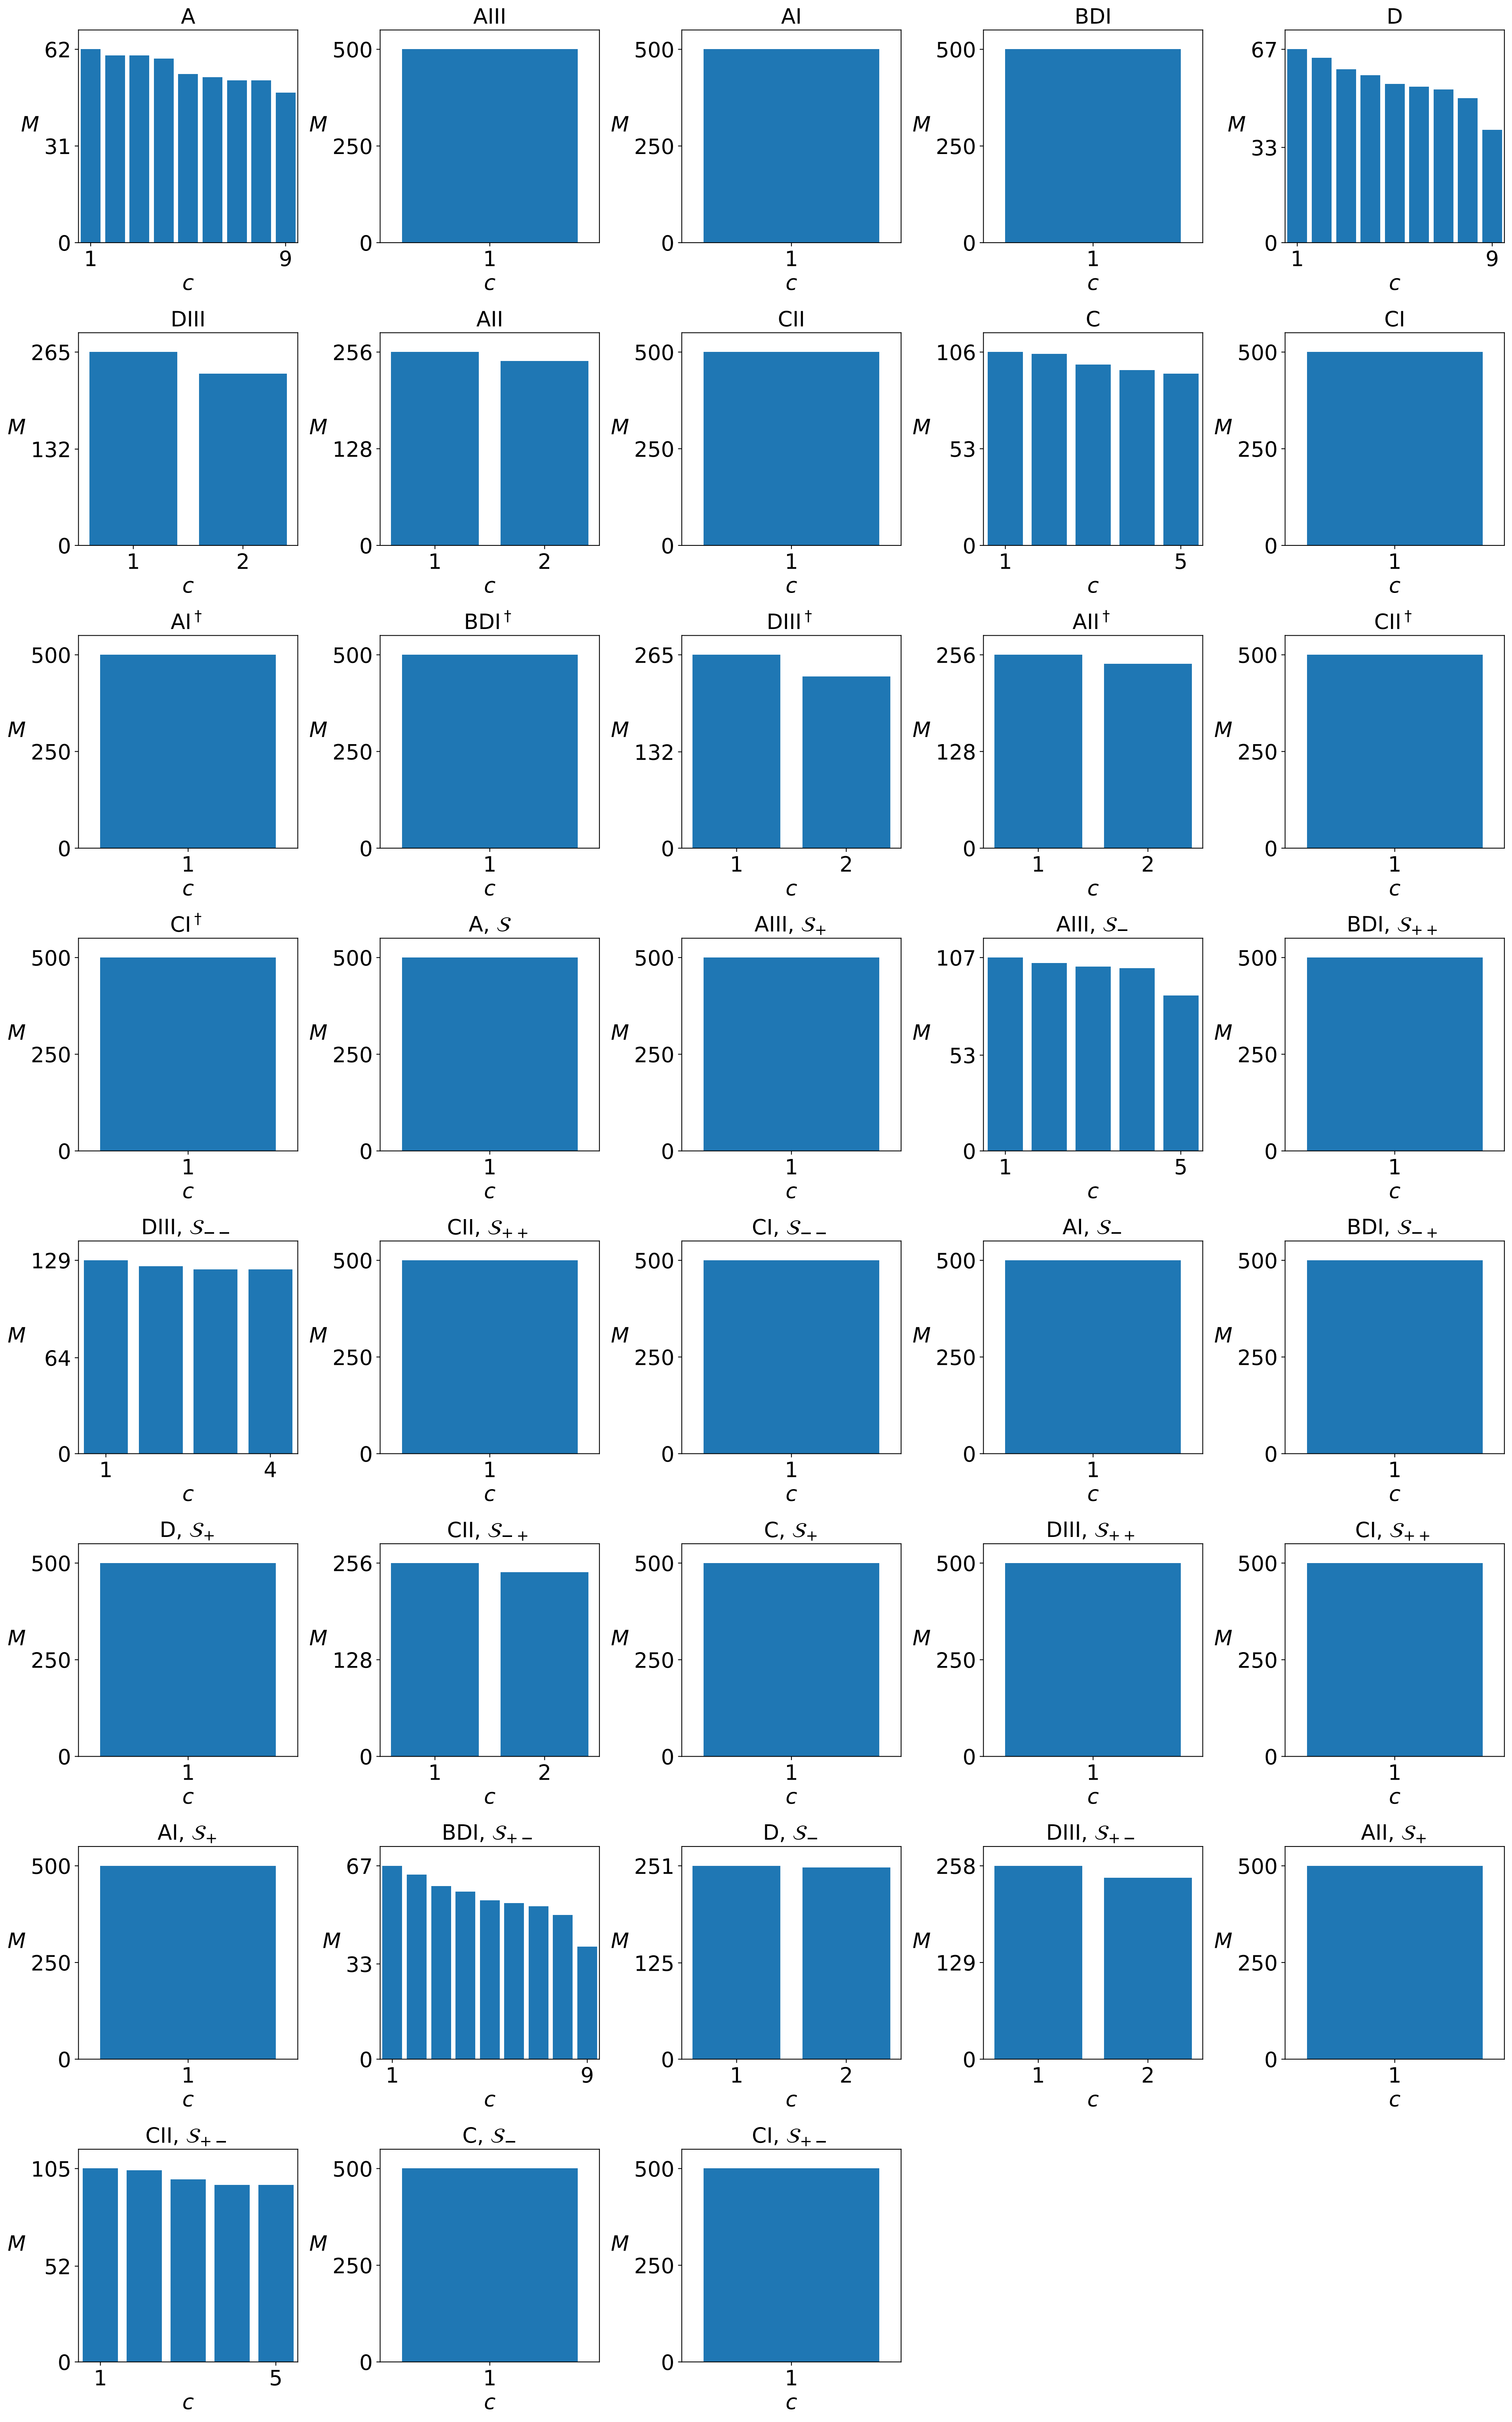 A AIII AI BDI D
62 500 500 500 67
M M M M M
31 250 250 250 33
0 0 0 0 0
1 9 1 1 1 1 9
c c c c c
DIII AII CII C CI
265 256 500 106 500
M M M M M
132 128 250 53 250
0 0 0 0 0
1 2 1 2 1 1 5 1
c c c c c
AI† BDI† DIII† AII† CII†
500 500 265 256 500
M M M M M
250 250 132 128 250
0 0 0 0 0
1 1 1 2 1 2 1
c c c c c
CI† A, 𝒮 AIII, 𝒮₊ AIII, 𝒮₋ BDI, 𝒮₊₊
500 500 500 107 500
M M M M M
250 250 250 53 250
0 0 0 0 0
1 1 1 1 5 1
c c c c c
DIII, 𝒮₋₋ CII, 𝒮₊₊ CI, 𝒮₋₋ AI, 𝒮₋ BDI, 𝒮₋₊
129 500 500 500 500
M M M M M
64 250 250 250 250
0 0 0 0 0
1 4 1 1 1 1
c c c c c
D, 𝒮₊ CII, 𝒮₋₊ C, 𝒮₊ DIII, 𝒮₊₊ CI, 𝒮₊₊
500 256 500 500 500
M M M M M
250 128 250 250 250
0 0 0 0 0
1 1 2 1 1 1
c c c c c
AI, 𝒮₊ BDI, 𝒮₊₋ D, 𝒮₋ DIII, 𝒮₊₋ AII, 𝒮₊
500 67 251 258 500
M M M M M
250 33 125 129 250
0 0 0 0 0
1 1 9 1 2 1 2 1
c c c c c
CII, 𝒮₊₋ C, 𝒮₋ CI, 𝒮₊₋
105 500 500
M M M
52 250 250
0 0 0
1 5 1 1
c c c